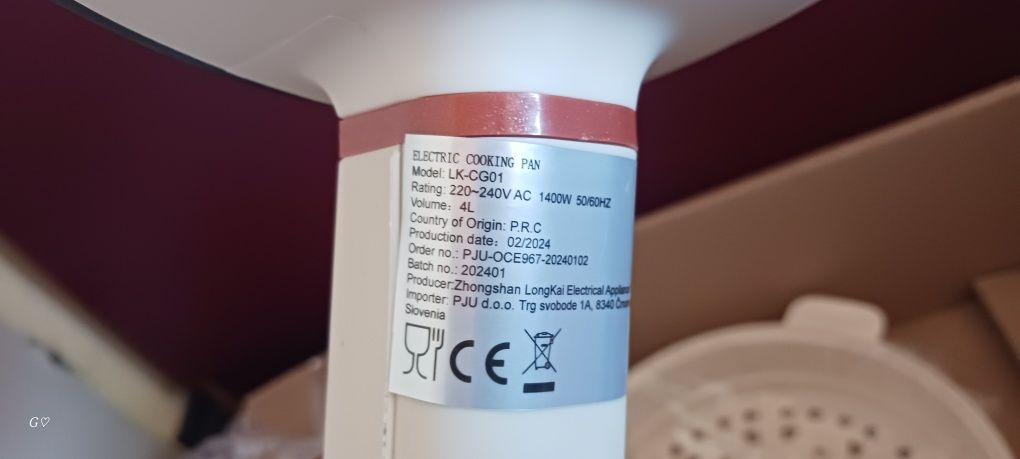 ELECTRIC COOKING PAN
Model: LK-CG01
Rating: 220~240V AC 1400W 50/60HZ
Volume: 4L
Country of Origin: P.R.C
Production date: 02/2024
Order no.: PJU-OCE967-20240102
Batch no.: 202401
Producer:Zhongshan LongKai Electrical
Importer: PJU d.o.o. Trg svobode 1A, 8340
Slovenia
CE
G♡